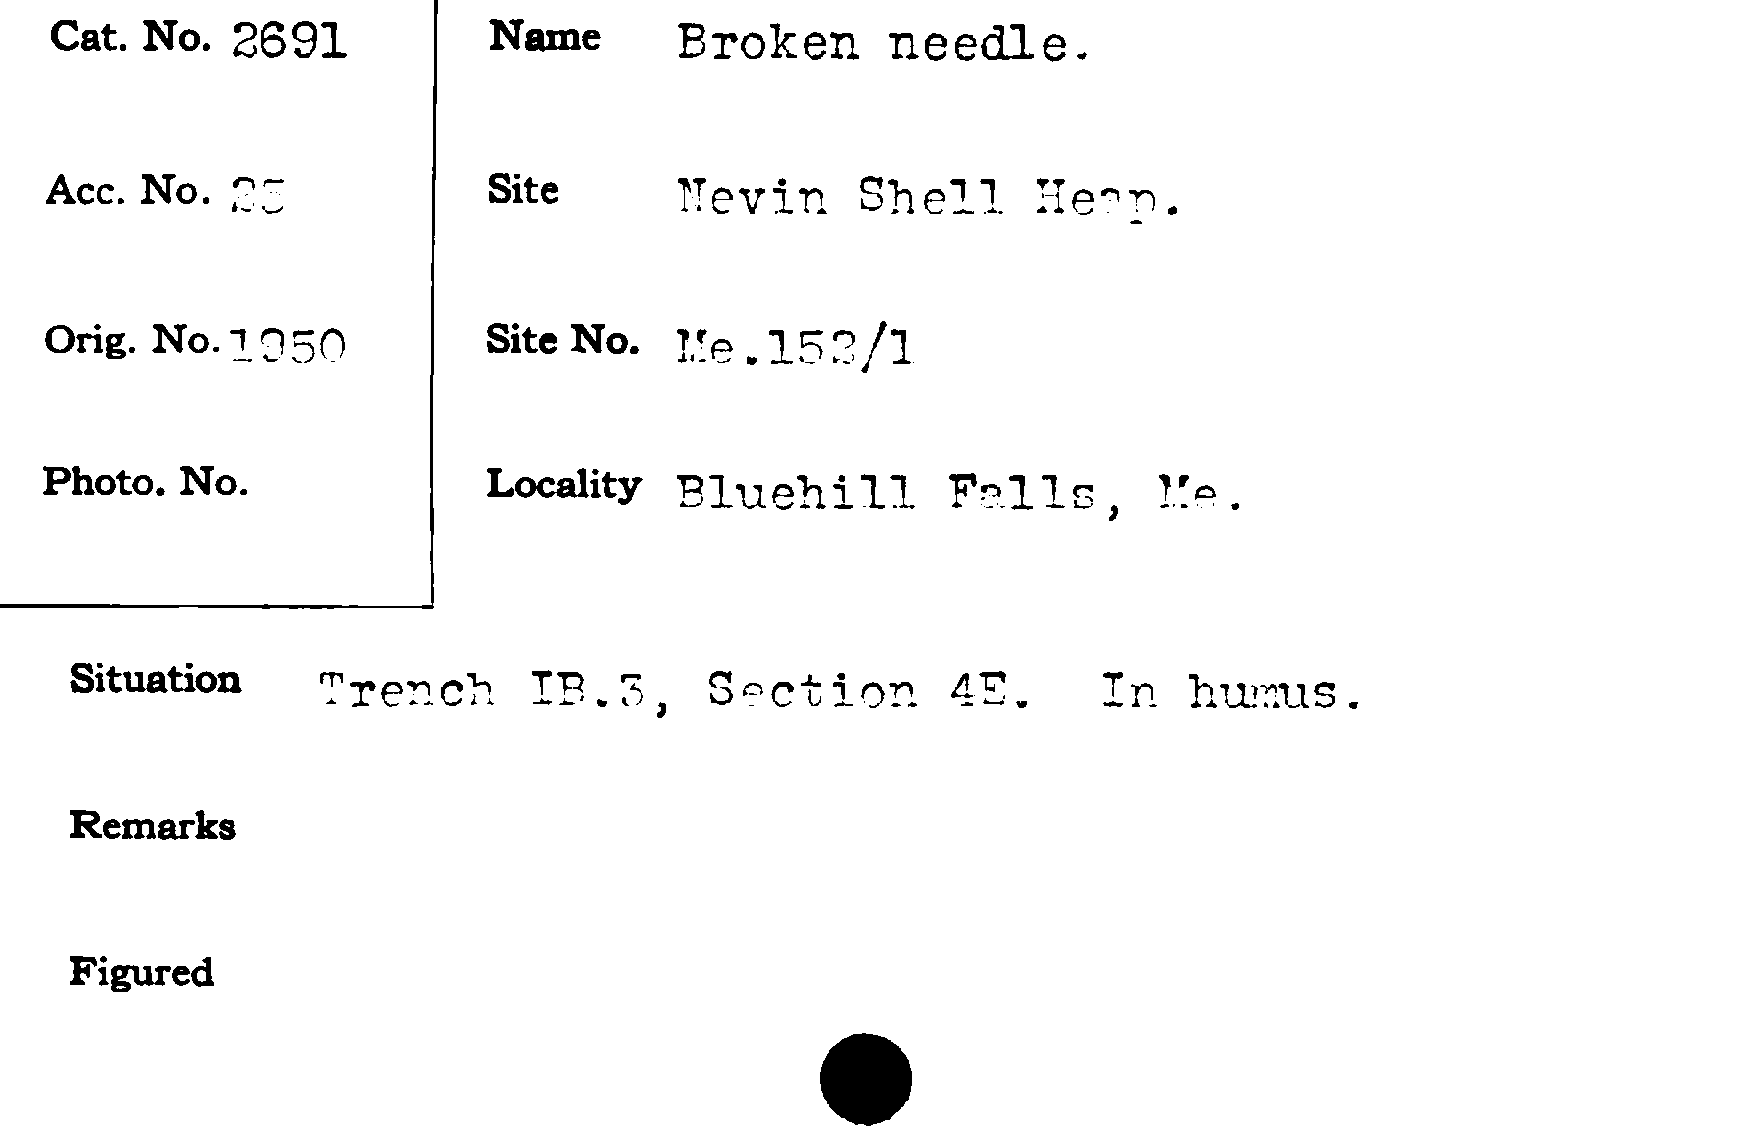 Cat. No. 2691
Name Broken needle.
Acc. No. 25
Site Nevin Shell Heap.
Orig. No. 1950
Site No. Me.152/1
Photo. No.
Locality Bluehill Falls, Me.
Situation Trench IB.3, Section 4E. In humus.
Remarks
Figured